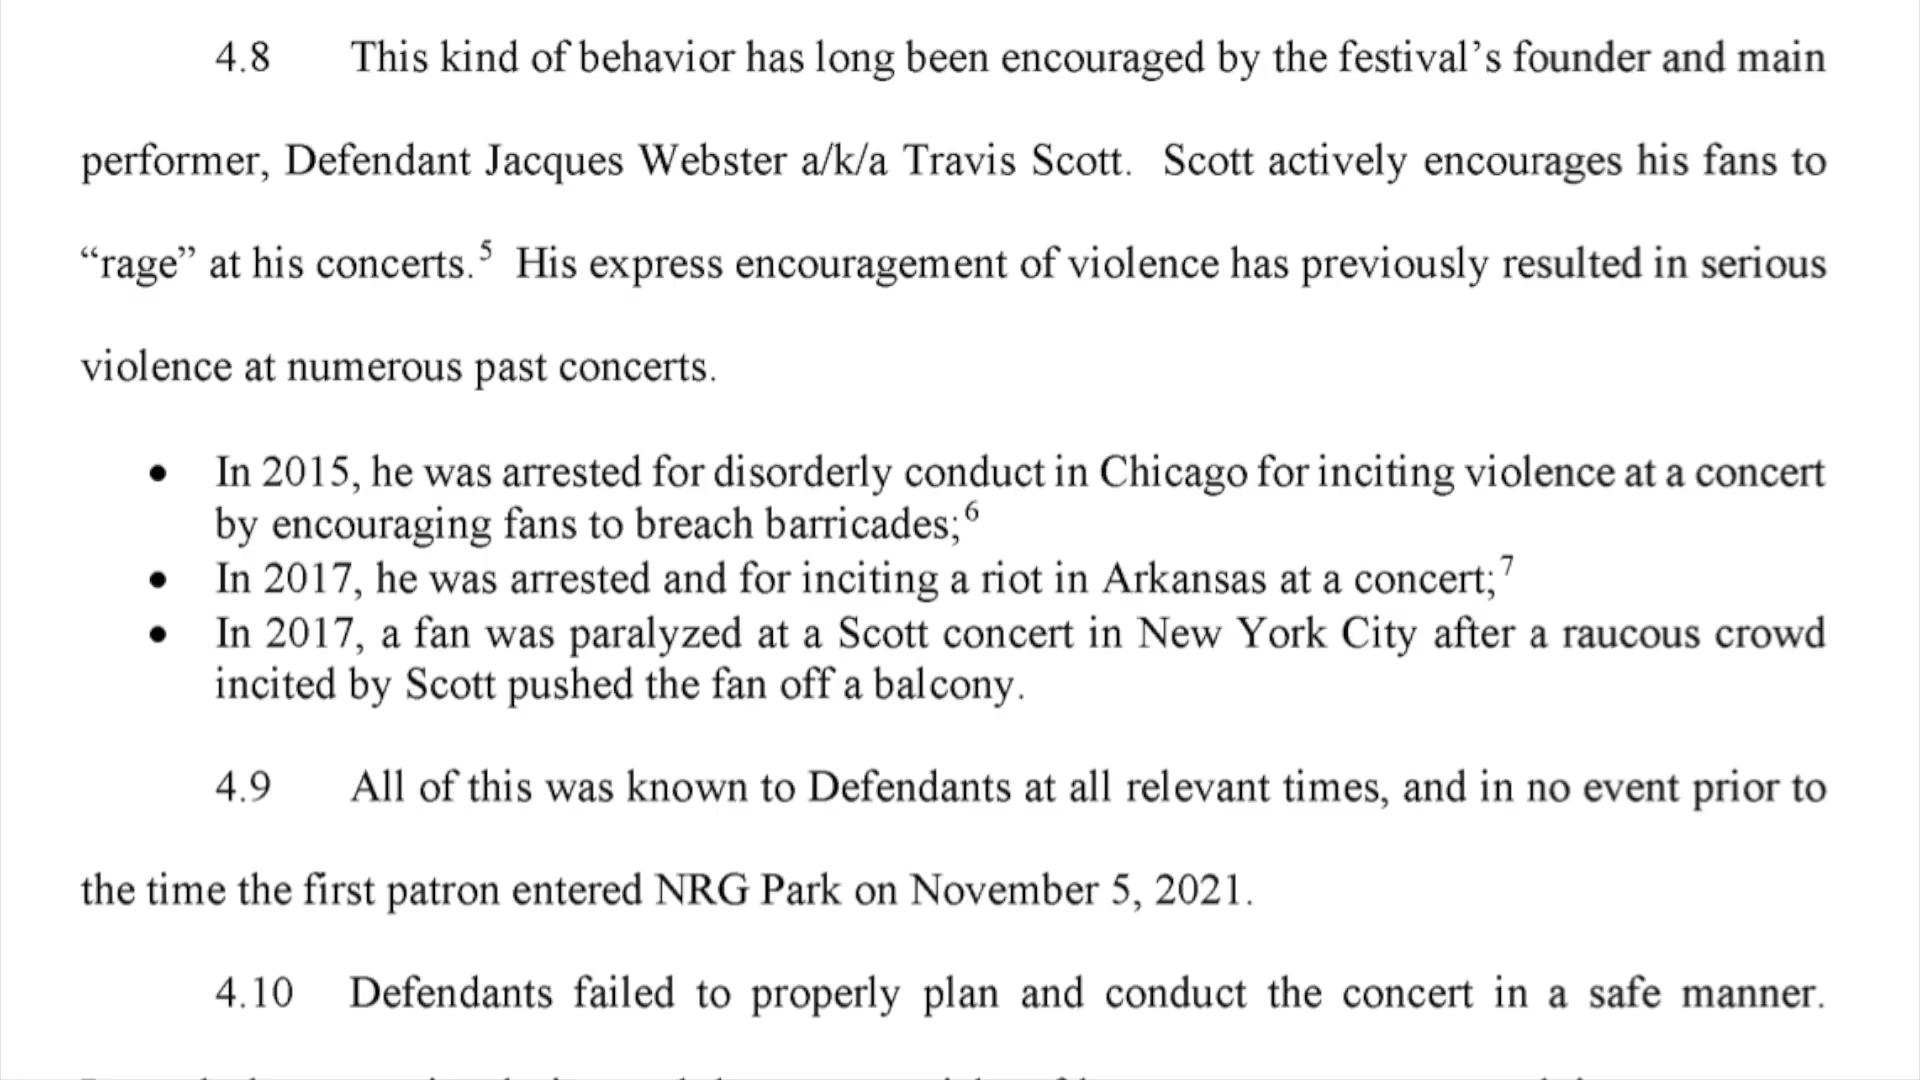 4.8 This kind of behavior has long been encouraged by the festival’s founder and main
performer, Defendant Jacques Webster a/k/a Travis Scott. Scott actively encourages his fans to
“rage” at his concerts.5 His express encouragement of violence has previously resulted in serious
violence at numerous past concerts.
• In 2015, he was arrested for disorderly conduct in Chicago for inciting violence at a concert
by encouraging fans to breach barricades;6
• In 2017, he was arrested and for inciting a riot in Arkansas at a concert;7
• In 2017, a fan was paralyzed at a Scott concert in New York City after a raucous crowd
incited by Scott pushed the fan off a balcony.
4.9 All of this was known to Defendants at all relevant times, and in no event prior to
the time the first patron entered NRG Park on November 5, 2021.
4.10 Defendants failed to properly plan and conduct the concert in a safe manner.